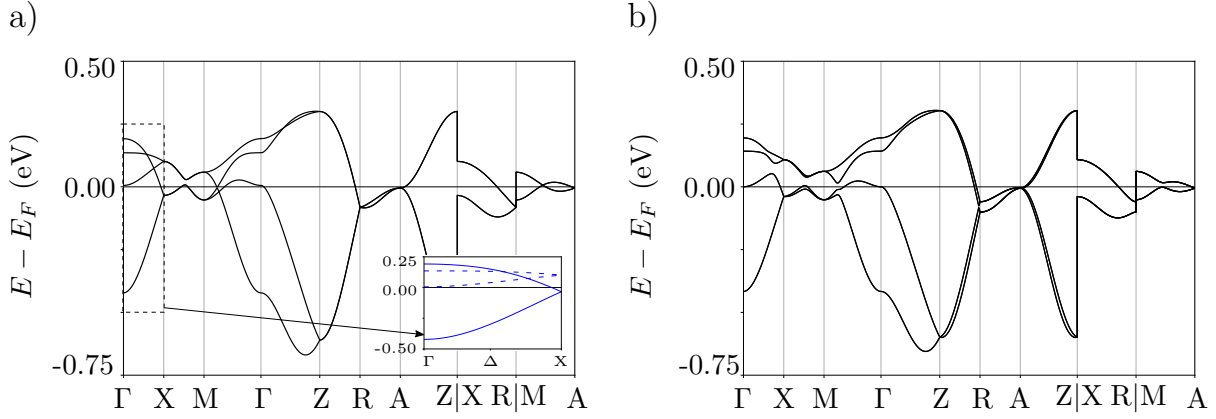 a)
0.50
0.00
-0.75
E − E_F (eV)
Γ X M Γ Z R A Z|X R|M A
0.25
0.00
-0.50
Γ Δ X
b)
0.50
0.00
-0.75
E − E_F (eV)
Γ X M Γ Z R A Z|X R|M A